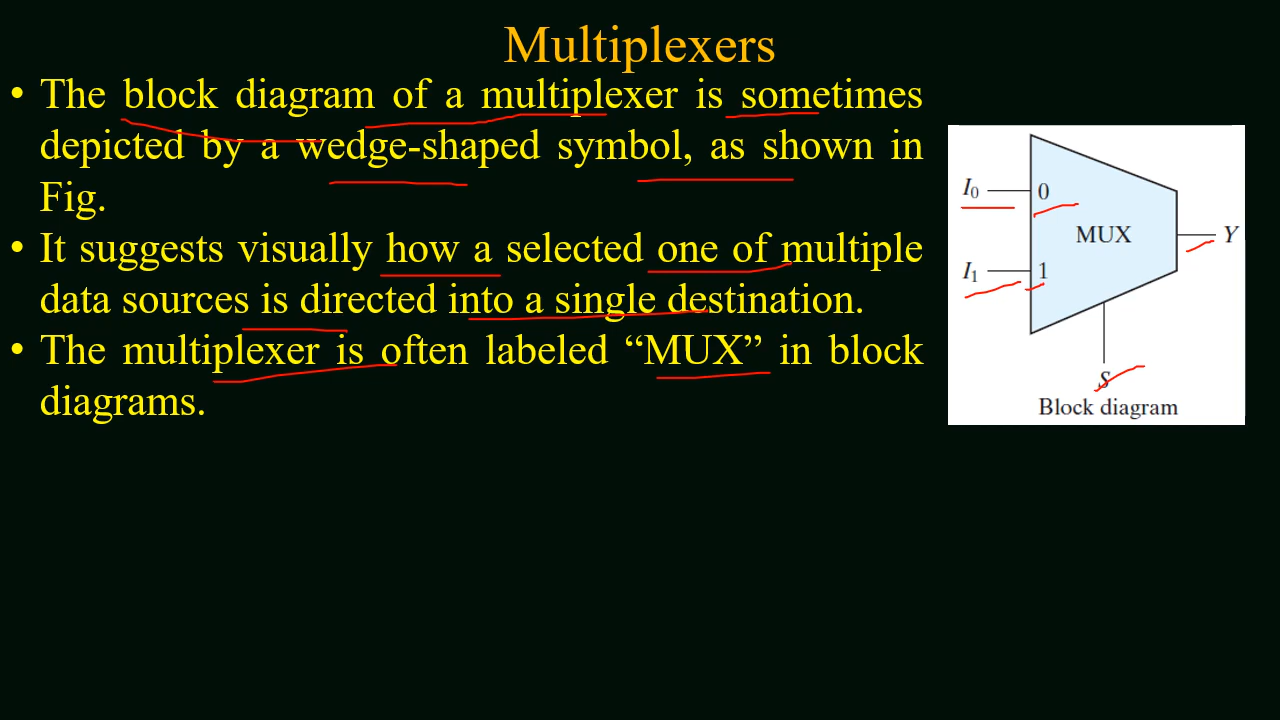 Multiplexers
• The block diagram of a multiplexer is sometimes
depicted by a wedge-shaped symbol, as shown in
Fig.
• It suggests visually how a selected one of multiple
data sources is directed into a single destination.
• The multiplexer is often labeled “MUX” in block
diagrams.
I₀ 0
MUX Y
I₁ 1
S
Block diagram